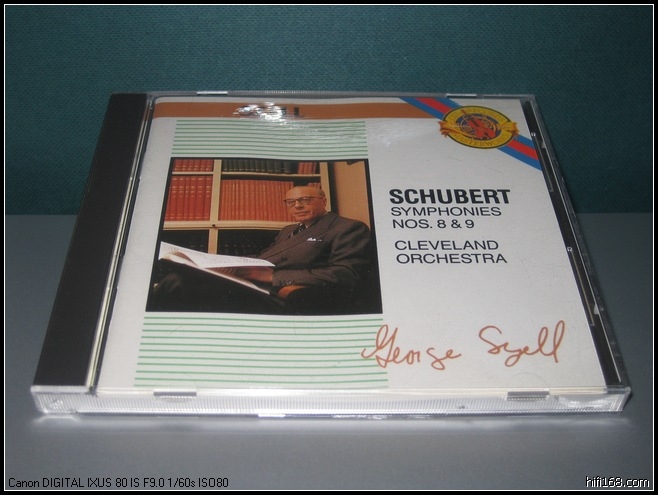 SCHUBERT
SYMPHONIES
NOS. 8 & 9
CLEVELAND
ORCHESTRA
George Szell
Canon DIGITAL IXUS 80 IS F9.0 1/60s ISO80
hifi168.com